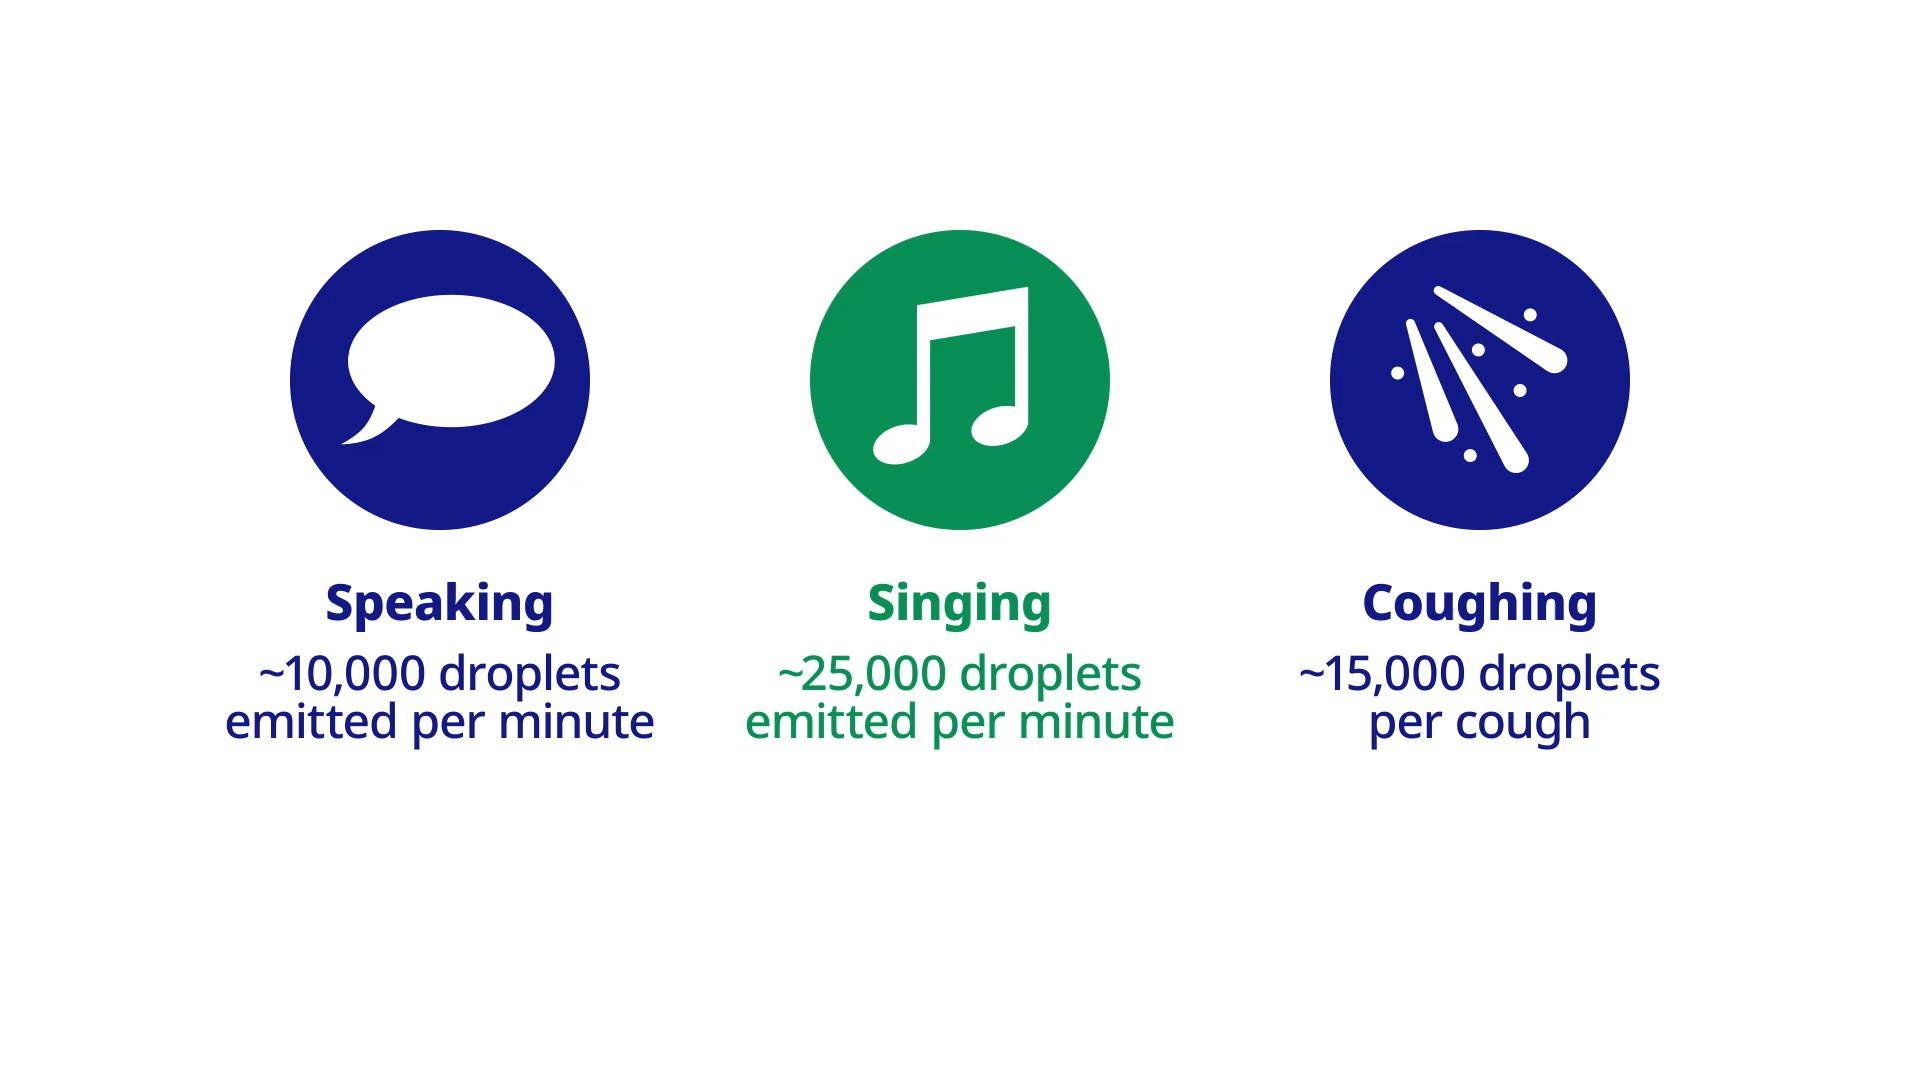 Speaking
~10,000 droplets
emitted per minute
Singing
~25,000 droplets
emitted per minute
Coughing
~15,000 droplets
per cough